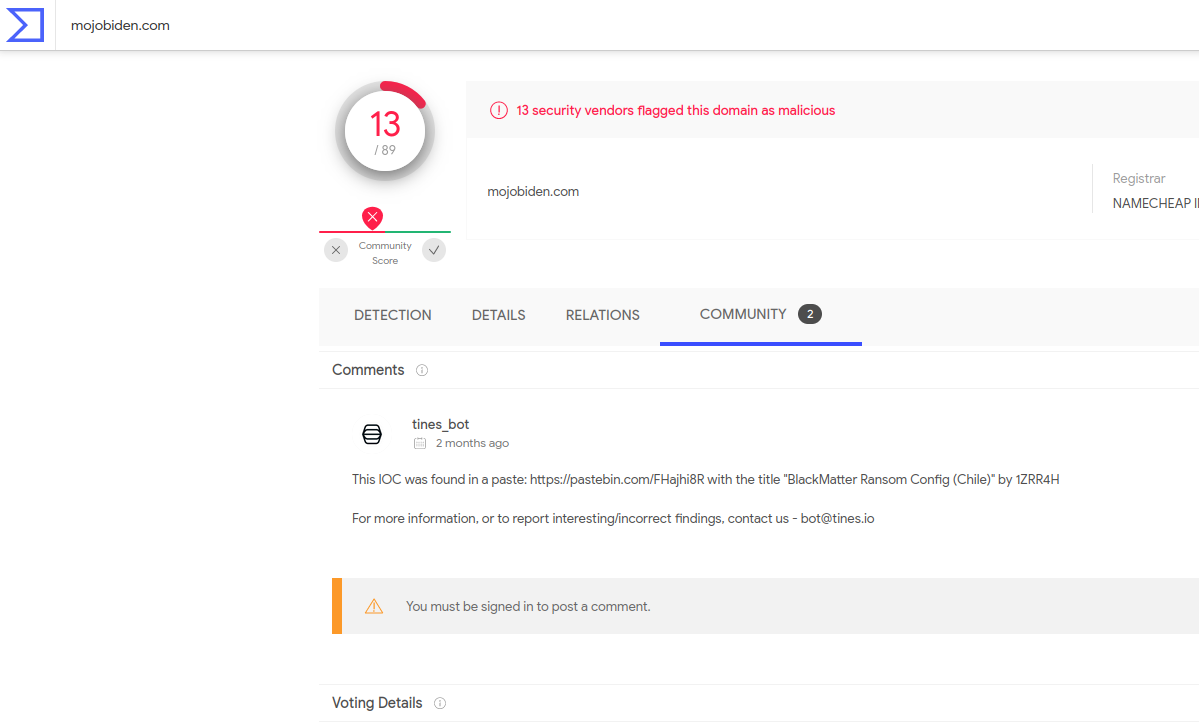 mojobiden.com
13
/ 89
13 security vendors flagged this domain as malicious
mojobiden.com
Registrar
NAMECHEAP
Community
Score
DETECTION DETAILS RELATIONS COMMUNITY 2
Comments
tines_bot
2 months ago
This IOC was found in a paste: https://pastebin.com/FHajhi8R with the title "BlackMatter Ransom Config (Chile)" by 1ZRR4H
For more information, or to report interesting/incorrect findings, contact us - bot@tines.io
You must be signed in to post a comment.
Voting Details